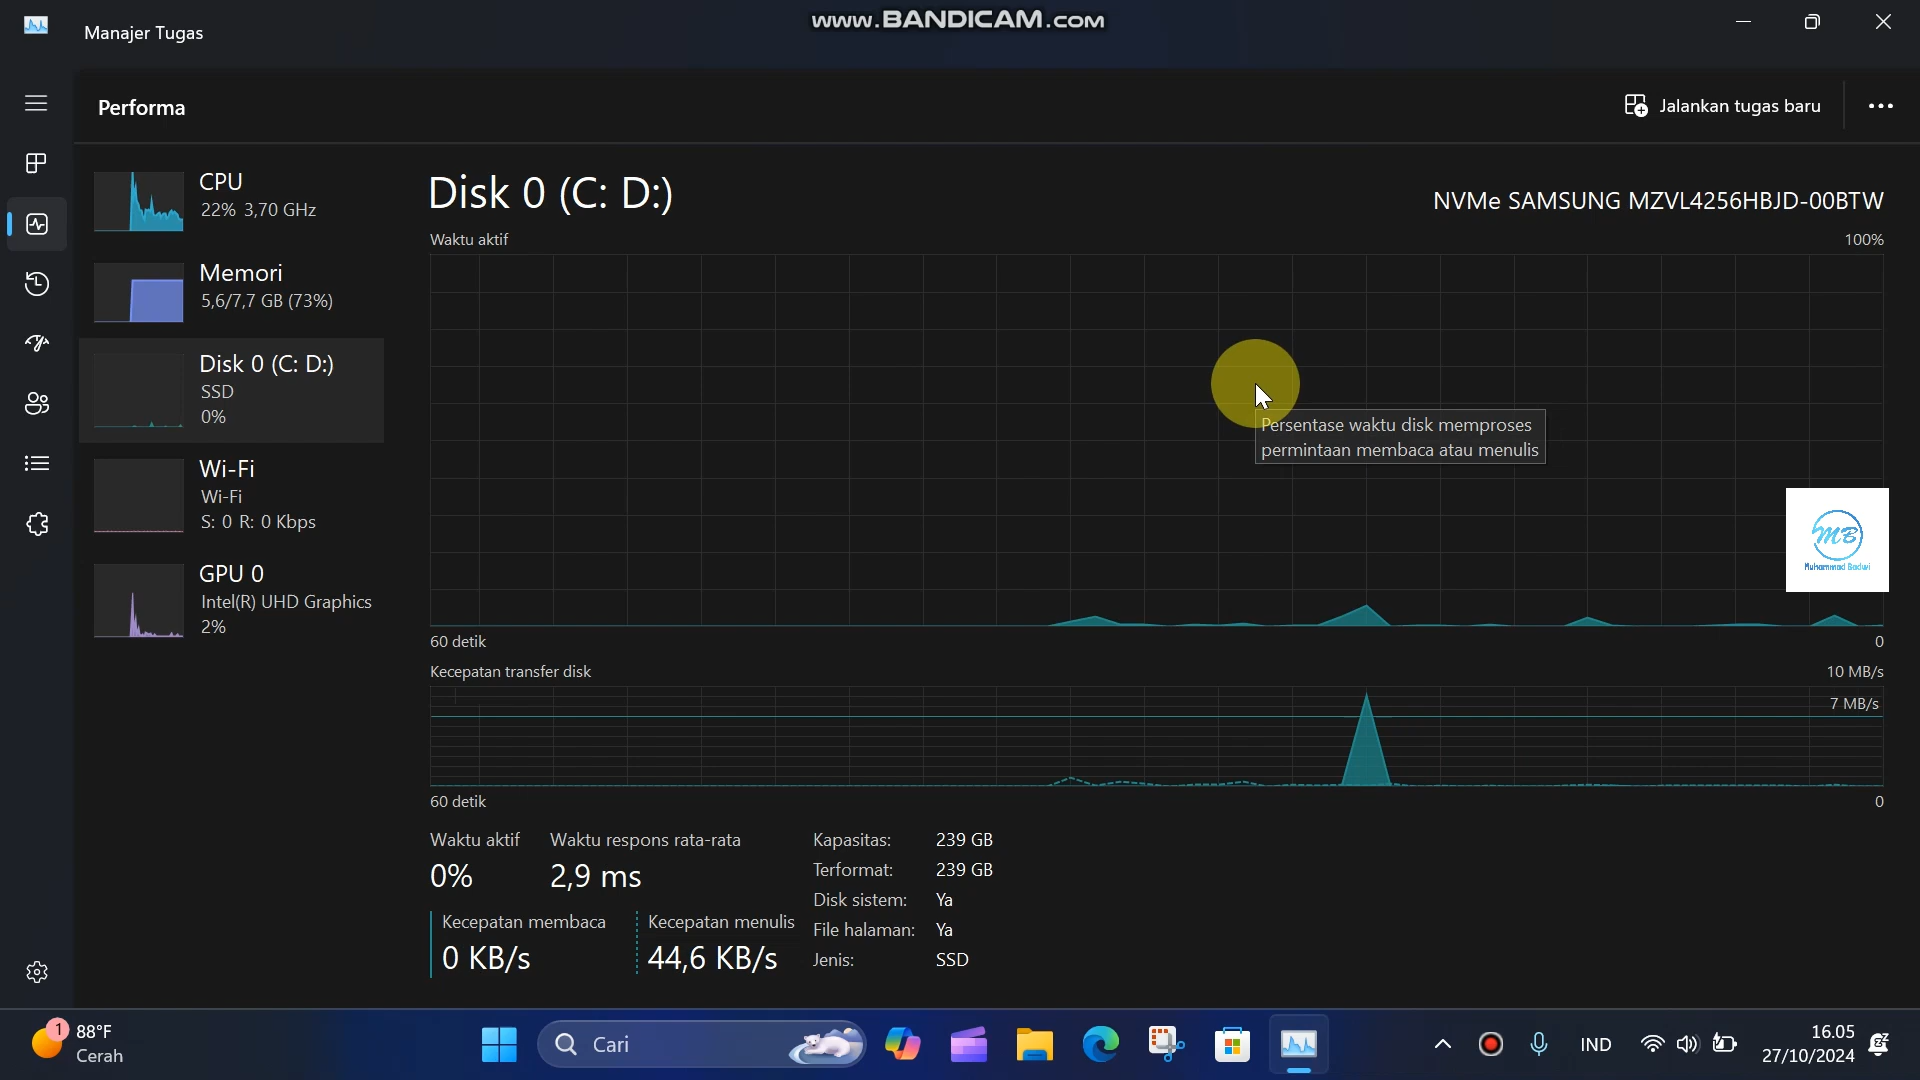 Manajer Tugas
www.BANDICAM.com
Performa
Jalankan tugas baru
CPU
22% 3,70 GHz
Memori
5,6/7,7 GB (73%)
Disk 0 (C: D:)
SSD
0%
Wi-Fi
Wi-Fi
S: 0 R: 0 Kbps
GPU 0
Intel(R) UHD Graphics
2%
Disk 0 (C: D:)
NVMe SAMSUNG MZVL4256HBJD-00BTW
Waktu aktif
100%
Persentase waktu disk memproses
permintaan membaca atau menulis
MB
Muhammad Badwi
60 detik
0
Kecepatan transfer disk
10 MB/s
7 MB/s
60 detik
0
Waktu aktif
0%
Waktu respons rata-rata
2,9 ms
Kecepatan membaca
0 KB/s
Kecepatan menulis
44,6 KB/s
Kapasitas: 239 GB
Terformat: 239 GB
Disk sistem: Ya
File halaman: Ya
Jenis: SSD
1
88°F
Cerah
Cari
IND
16.05
27/10/2024